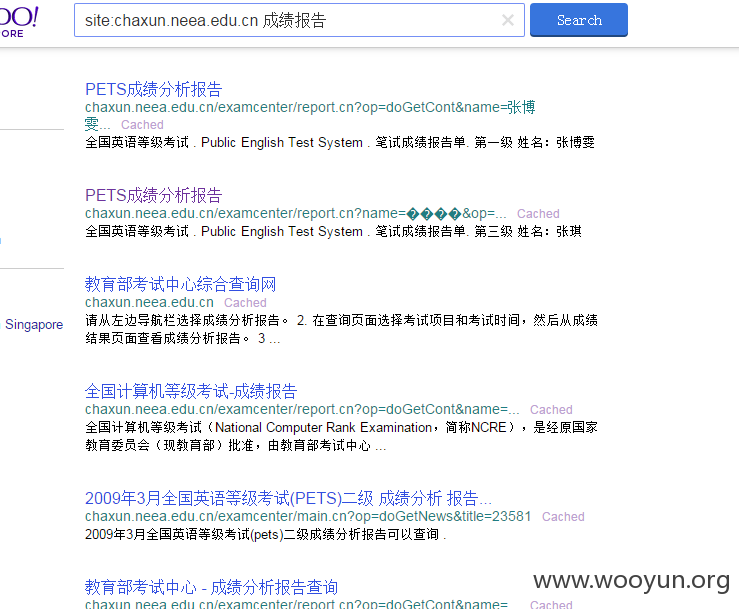 OO!
ORE
site:chaxun.neea.edu.cn 成绩报告
Search
PETS成绩分析报告
chaxun.neea.edu.cn/examcenter/report.cn?op=doGetCont&name=张博
雯... Cached
全国英语等级考试 . Public English Test System . 笔试成绩报告单. 第一级 姓名：张博雯
PETS成绩分析报告
chaxun.neea.edu.cn/examcenter/report.cn?name=����&op=... Cached
全国英语等级考试 . Public English Test System . 笔试成绩报告单. 第三级 姓名：张琪
教育部考试中心综合查询网
chaxun.neea.edu.cn Cached
请从左边导航栏选择成绩分析报告。 2. 在查询页面选择考试项目和考试时间，然后从成绩
结果页面查看成绩分析报告。 3 ...
Singapore
全国计算机等级考试-成绩报告
chaxun.neea.edu.cn/examcenter/report.cn?op=doGetCont&name=... Cached
全国计算机等级考试（National Computer Rank Examination，简称NCRE），是经原国家
教育委员会（现教育部）批准，由教育部考试中心 ...
2009年3月全国英语等级考试(PETS)二级 成绩分析 报告...
chaxun.neea.edu.cn/examcenter/main.cn?op=doGetNews&title=23581 Cached
2009年3月全国英语等级考试(pets)二级成绩分析报告可以查询 .
教育部考试中心 - 成绩分析报告查询
chaxun.neea.edu.cn/examcenter/report.cn?op=doGetCont&name=... Cached
www.wooyun.org